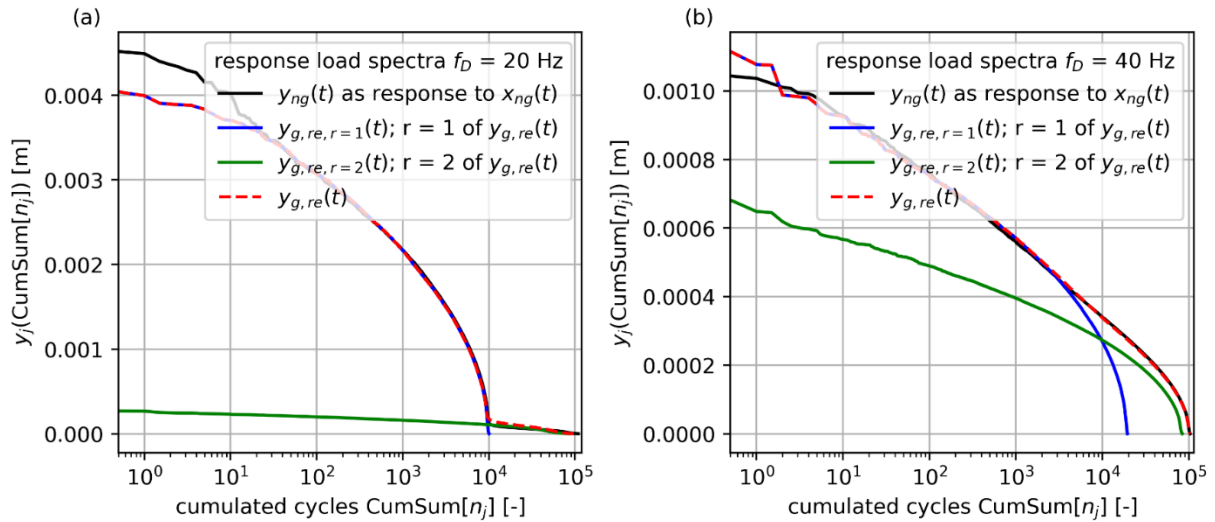 (a)
response load spectra f_D = 20 Hz
y_ng(t) as response to x_ng(t)
y_g,re,r=1(t); r = 1 of y_g,re(t)
y_g,re,r=2(t); r = 2 of y_g,re(t)
y_g,re(t)
y_j(CumSum[n_j]) [m]
0.004
0.003
0.002
0.001
0.000
10^0 10^1 10^2 10^3 10^4 10^5
cumulated cycles CumSum[n_j] [-]
(b)
response load spectra f_D = 40 Hz
y_ng(t) as response to x_ng(t)
y_g,re,r=1(t); r = 1 of y_g,re(t)
y_g,re,r=2(t); r = 2 of y_g,re(t)
y_g,re(t)
y_j(CumSum[n_j]) [m]
0.0010
0.0008
0.0006
0.0004
0.0002
0.0000
10^0 10^1 10^2 10^3 10^4 10^5
cumulated cycles CumSum[n_j] [-]